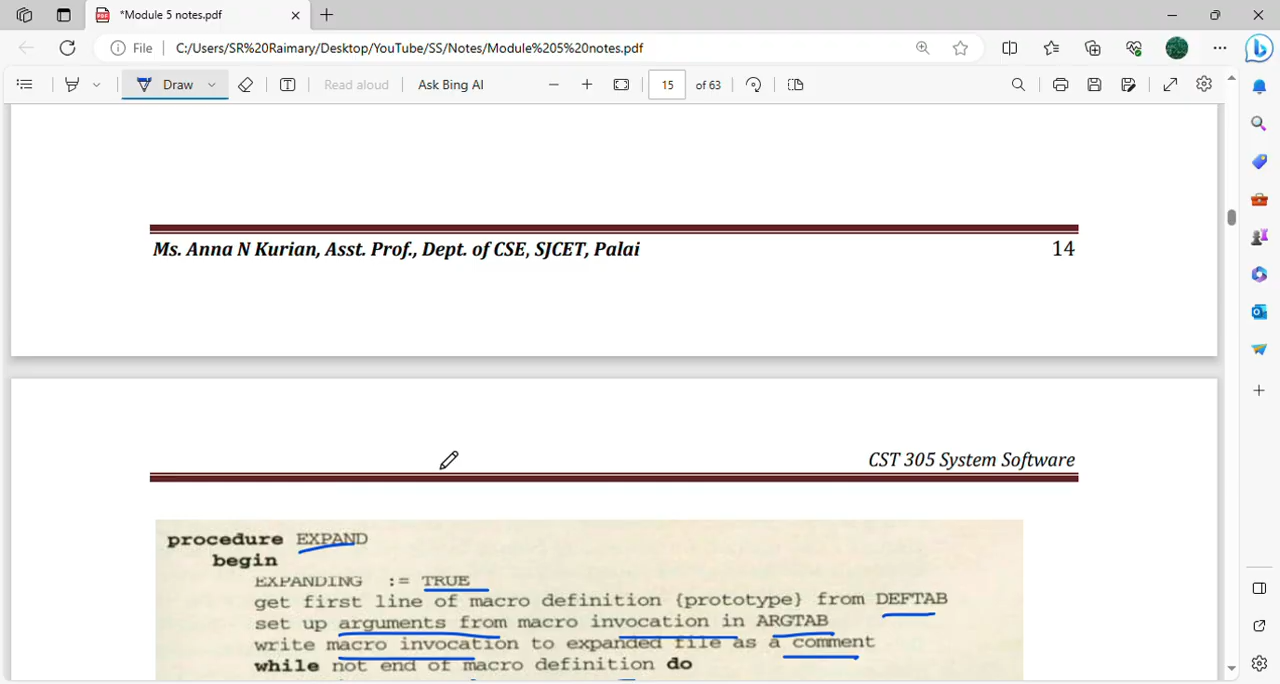 *Module 5 notes.pdf
File
C:/Users/SR%20Raimary/Desktop/YouTube/SS/Notes/Module%205%20notes.pdf
Draw
Read aloud
Ask Bing AI
15
of 63
Ms. Anna N Kurian, Asst. Prof., Dept. of CSE, SJCET, Palai
14
CST 305 System Software
procedure EXPAND
begin
EXPANDING := TRUE
get first line of macro definition {prototype} from DEFTAB
set up arguments from macro invocation in ARGTAB
write macro invocation to expanded file as a comment
while not end of macro definition do